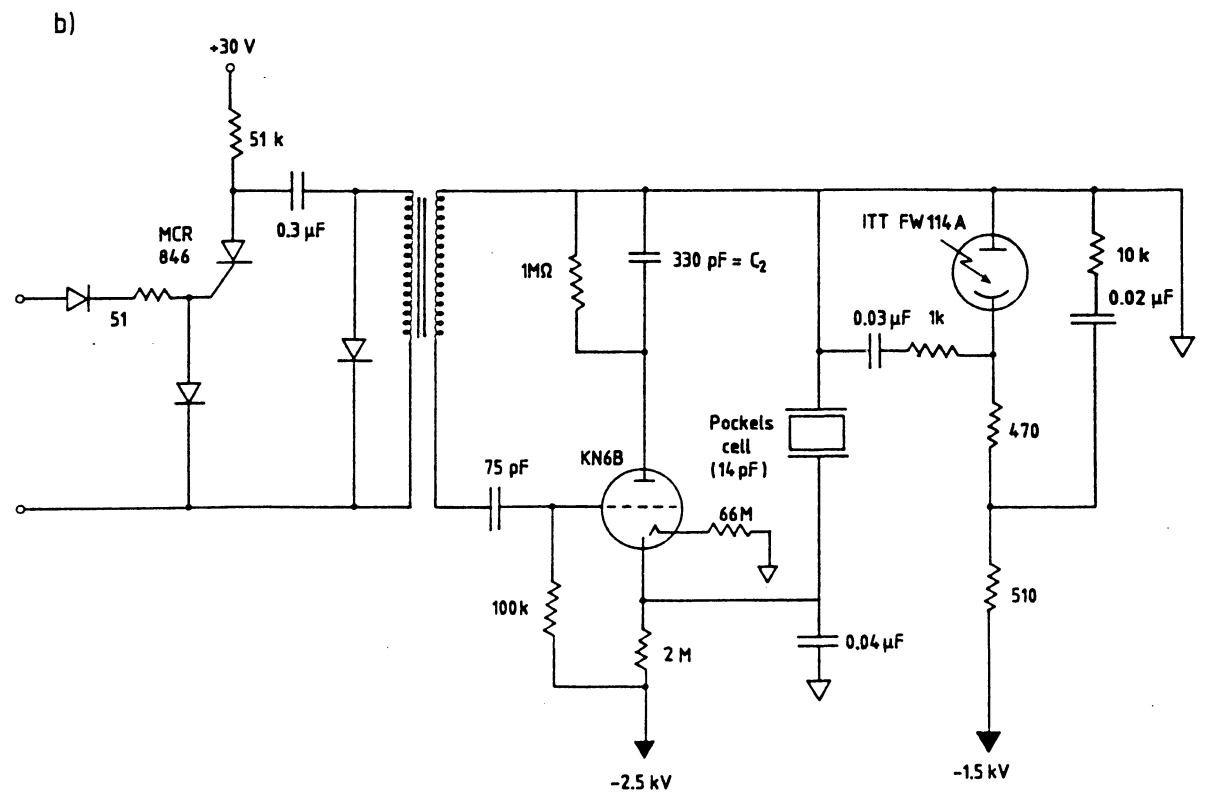 b)
+30 V
51 k
MCR
846
0.3 µF
51
1MΩ
330 pF = C₂
ITT FW114A
10 k
0.02 µF
0.03 µF 1k
470
Pockels
cell
(14 pF)
KN6B
75 pF
66M
100k
2 M
0.04 µF
510
-2.5 kV
-1.5 kV